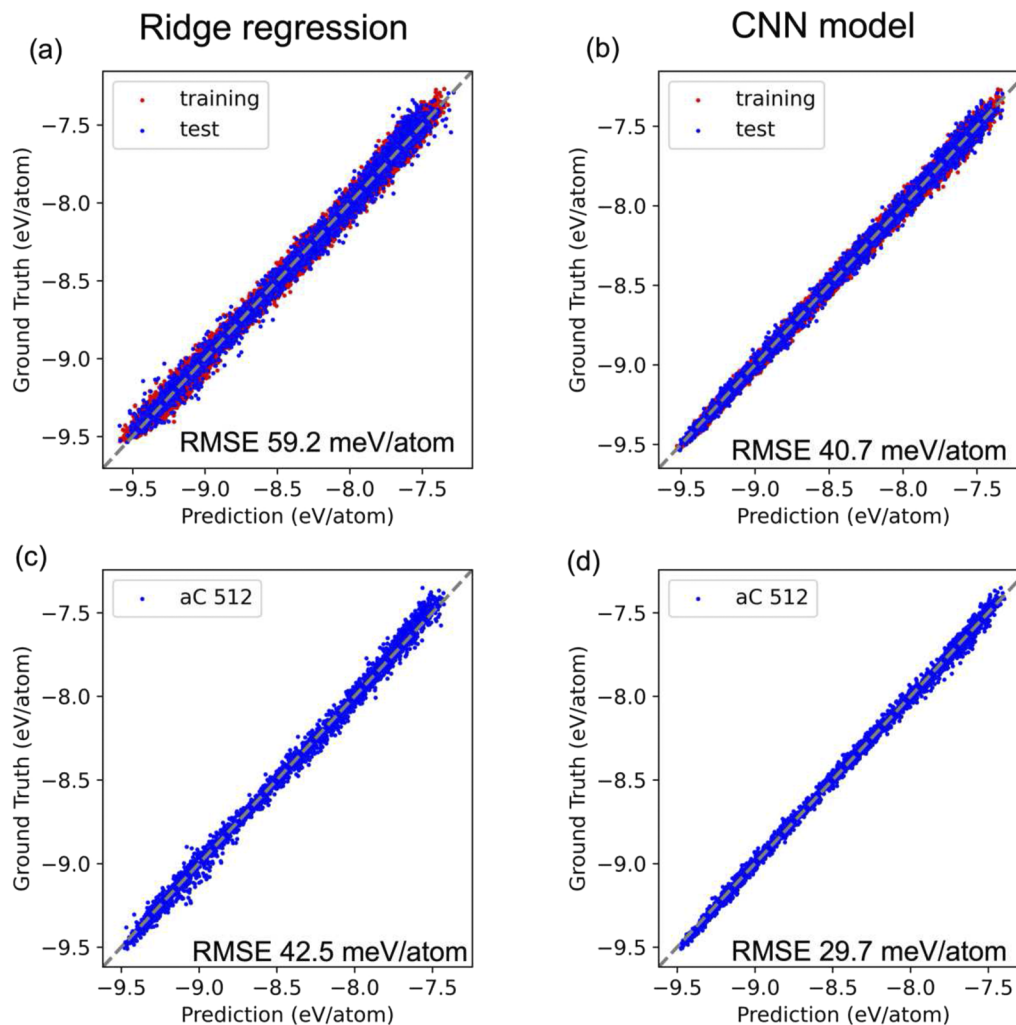 Ridge regression
CNN model
(a)
training
test
−7.5
−8.0
−8.5
−9.0
−9.5
Ground Truth (eV/atom)
RMSE 59.2 meV/atom
−9.5 −9.0 −8.5 −8.0 −7.5
Prediction (eV/atom)
(b)
training
test
−7.5
−8.0
−8.5
−9.0
−9.5
Ground Truth (eV/atom)
RMSE 40.7 meV/atom
−9.5 −9.0 −8.5 −8.0 −7.5
Prediction (eV/atom)
(c)
aC 512
−7.5
−8.0
−8.5
−9.0
−9.5
Ground Truth (eV/atom)
RMSE 42.5 meV/atom
−9.5 −9.0 −8.5 −8.0 −7.5
Prediction (eV/atom)
(d)
aC 512
−7.5
−8.0
−8.5
−9.0
−9.5
Ground Truth (eV/atom)
RMSE 29.7 meV/atom
−9.5 −9.0 −8.5 −8.0 −7.5
Prediction (eV/atom)